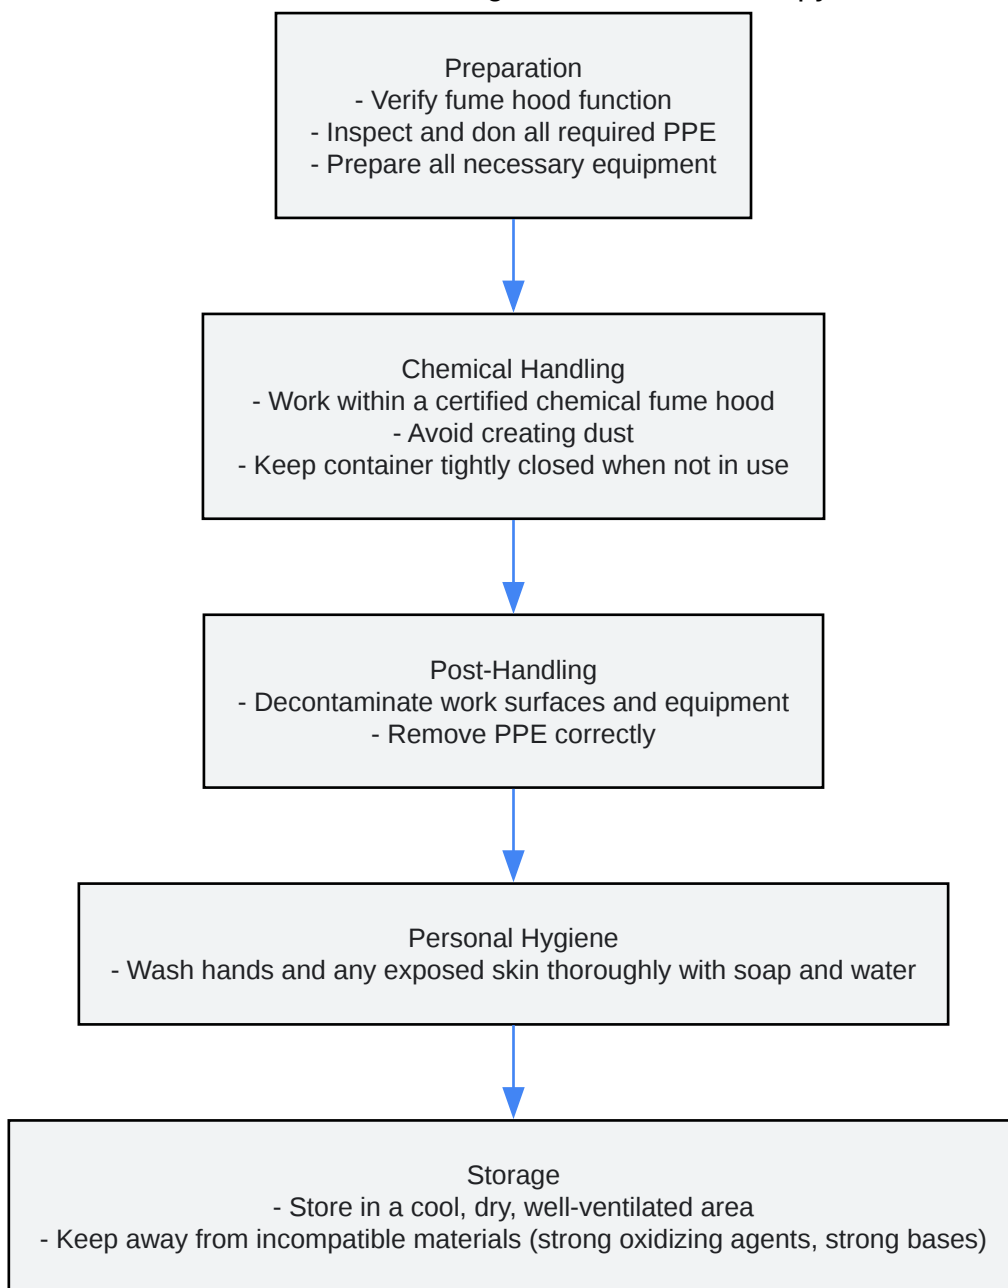 Preparation
- Verify fume hood function
- Inspect and don all required PPE
- Prepare all necessary equipment
Chemical Handling
- Work within a certified chemical fume hood
- Avoid creating dust
- Keep container tightly closed when not in use
Post-Handling
- Decontaminate work surfaces and equipment
- Remove PPE correctly
Personal Hygiene
- Wash hands and any exposed skin thoroughly with soap and water
Storage
- Store in a cool, dry, well-ventilated area
- Keep away from incompatible materials (strong oxidizing agents, strong bases)